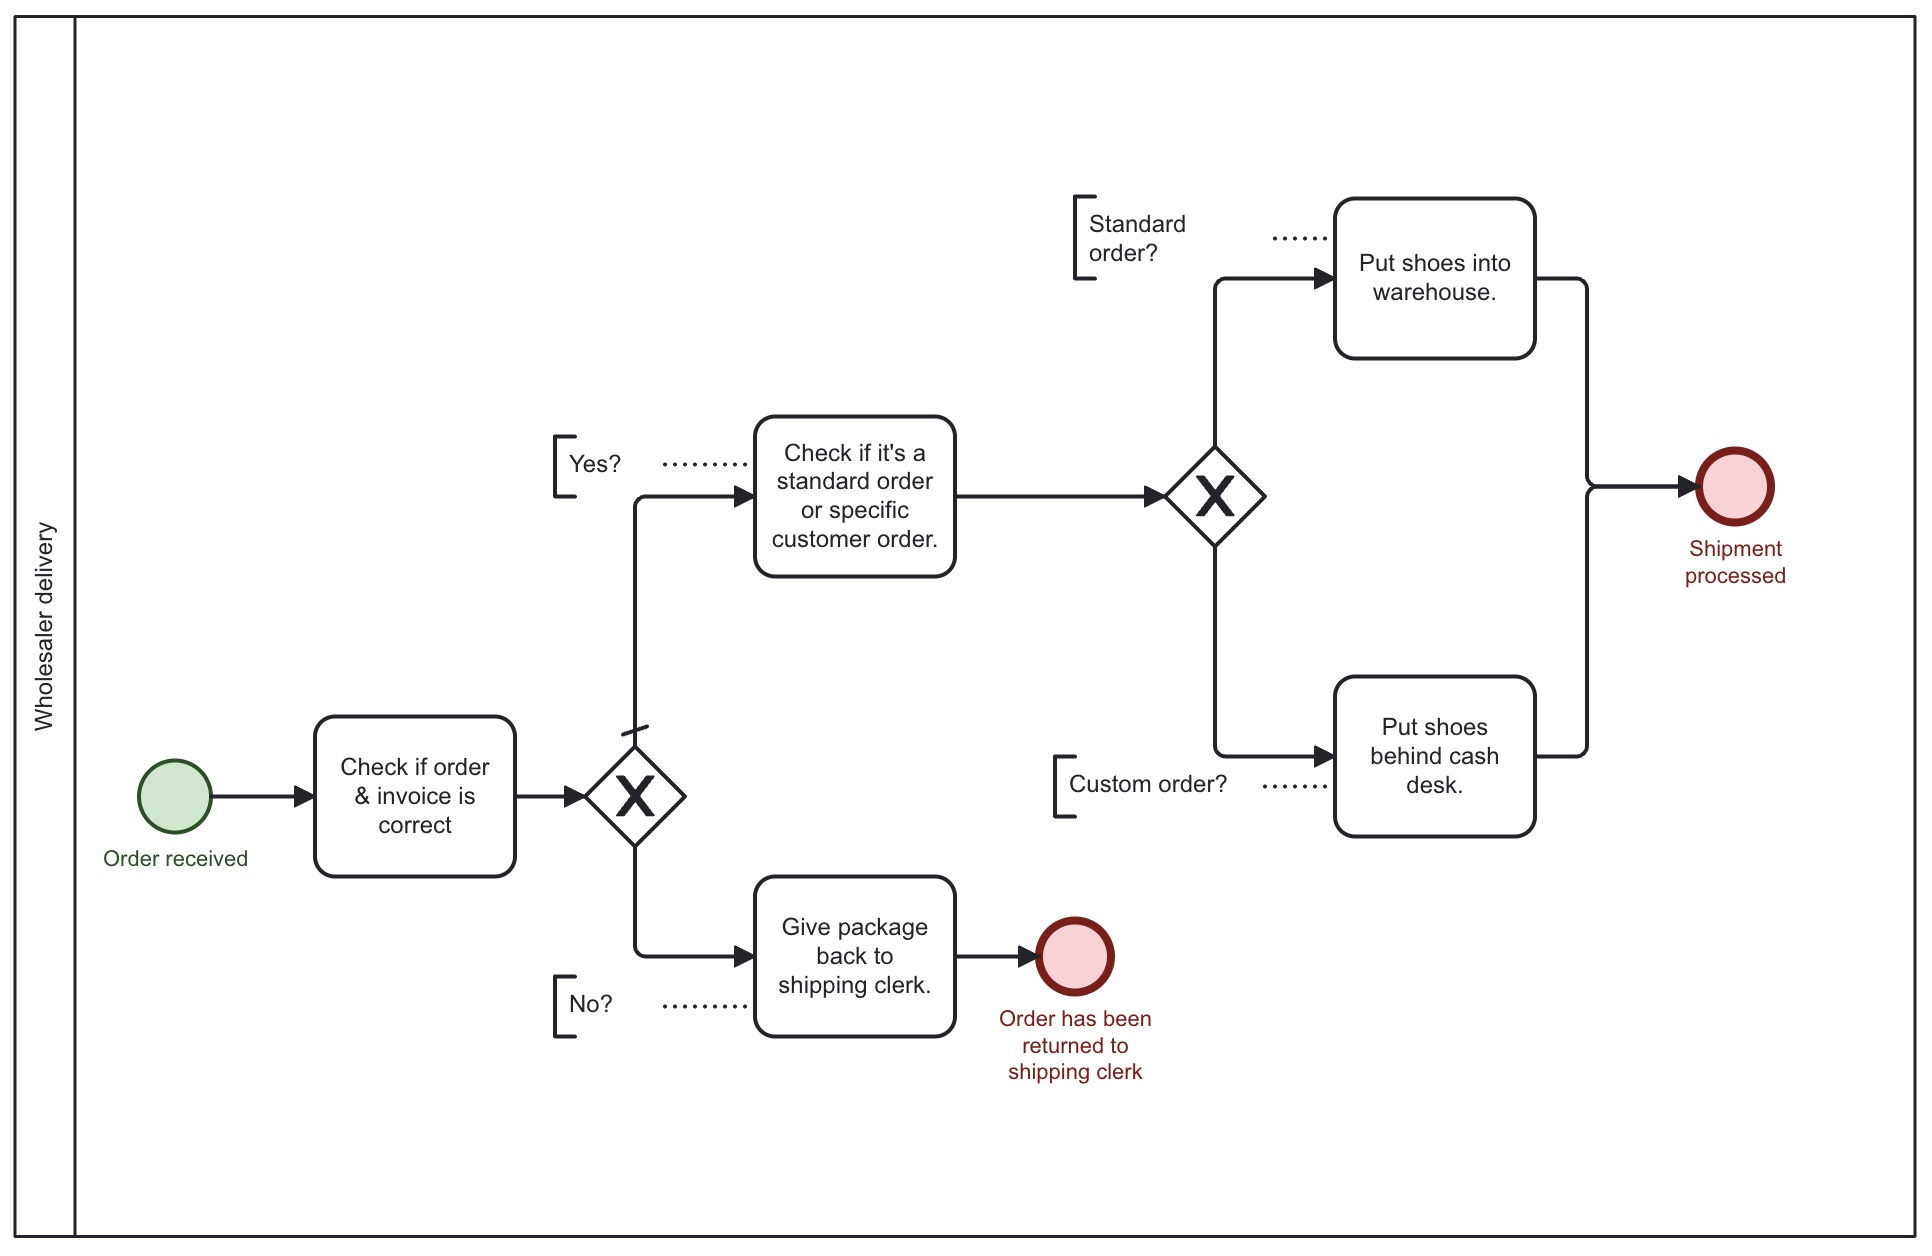 Wholesaler delivery
Order received
Check if order
& invoice is
correct
Yes?
Check if it's a
standard order
or specific
customer order.
No?
Give package
back to
shipping clerk.
Order has been
returned to
shipping clerk
Standard
order?
Put shoes into
warehouse.
Custom order?
Put shoes
behind cash
desk.
Shipment
processed